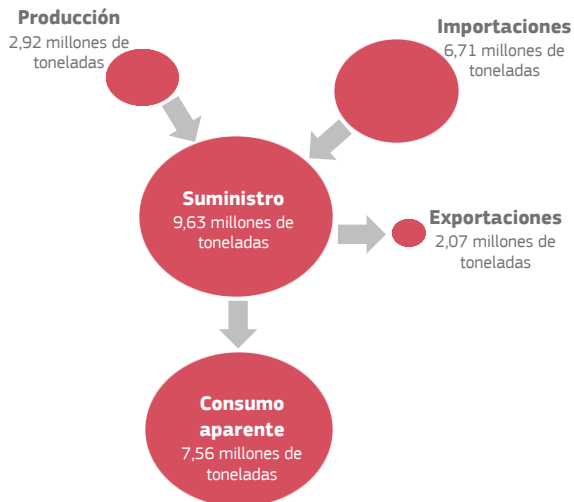 Producción
2,92 millones de
toneladas
Importaciones
6,71 millones de
toneladas
Suministro
9,63 millones de
toneladas
Exportaciones
2,07 millones de
toneladas
Consumo
aparente
7,56 millones de
toneladas